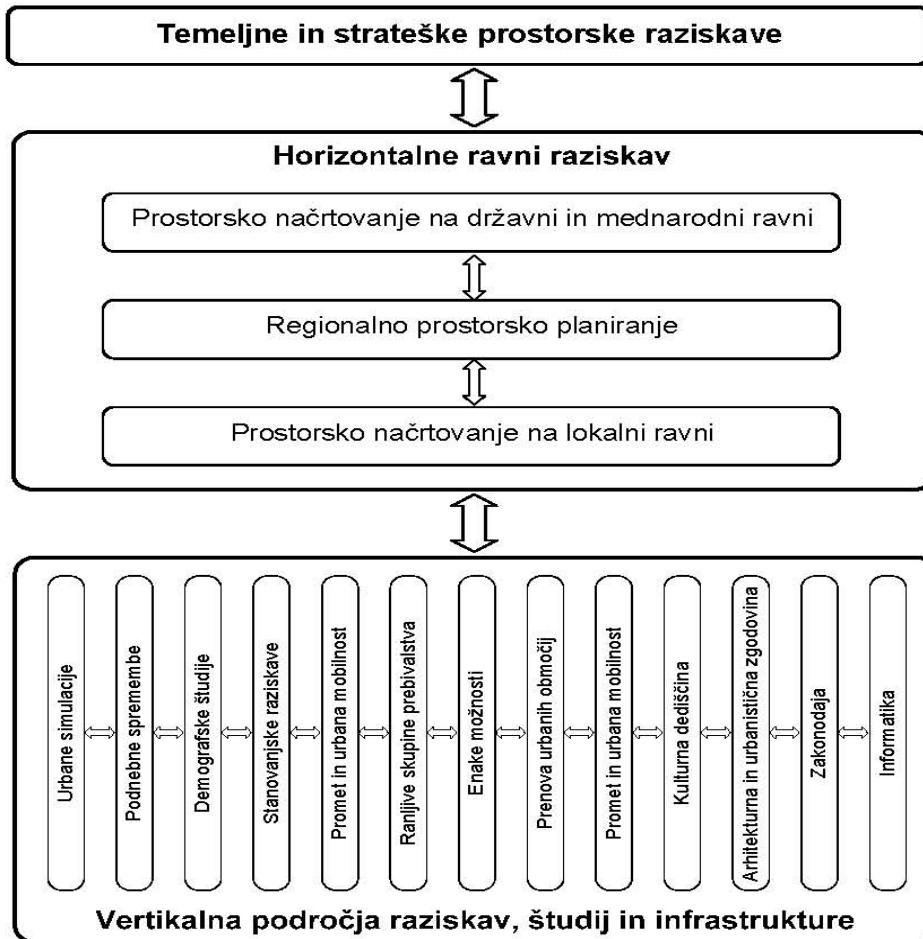 Temeljne in strateške prostorske raziskave
Horizontalne ravni raziskav
Prostorsko načrtovanje na državni in mednarodni ravni
Regionalno prostorsko planiranje
Prostorsko načrtovanje na lokalni ravni
Urbane simulacije
Podnebne spremembe
Demografske študije
Stanovanjske raziskave
Promet in urbana mobilnost
Ranljive skupine prebivalstva
Enake možnosti
Prenova urbanih območij
Promet in urbana mobilnost
Kulturna dediščina
Arhitekturna in urbanistična zgodovina
Zakonodaja
Informatika
Vertikalna področja raziskav, študij in infrastrukture